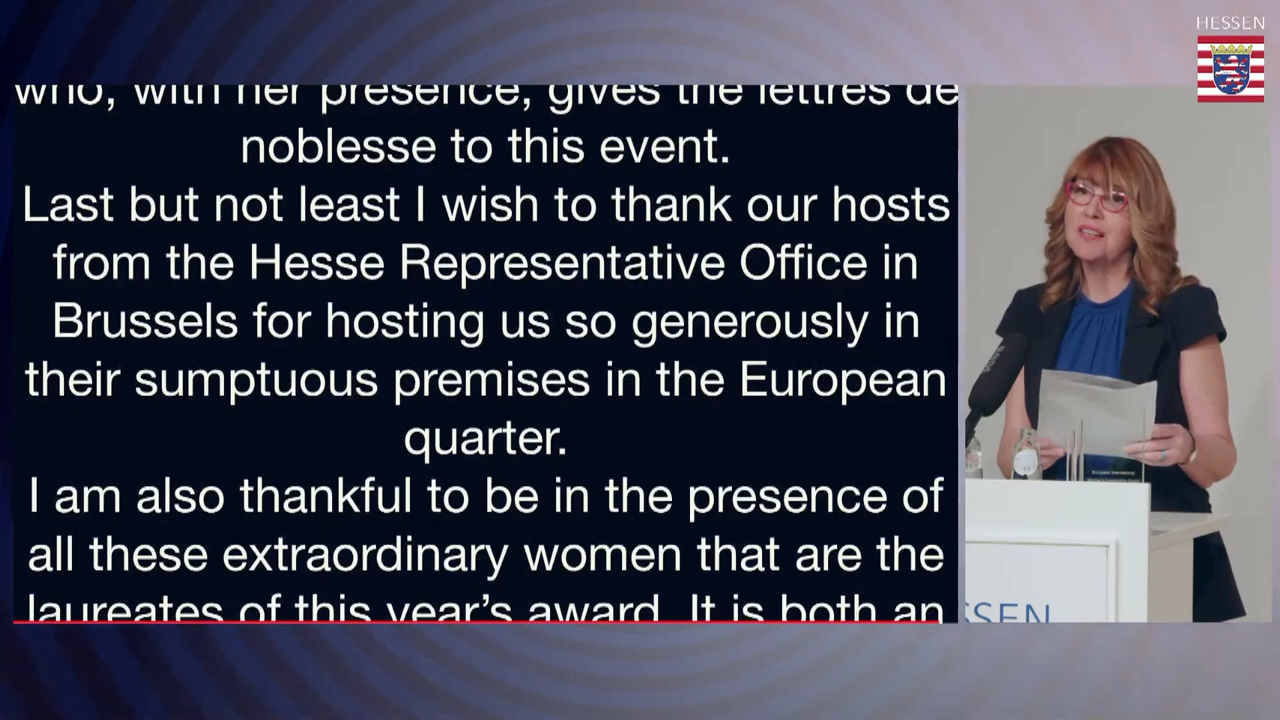 HESSEN
who, with her presence, gives the lettres de
noblesse to this event.
Last but not least I wish to thank our hosts
from the Hesse Representative Office in
Brussels for hosting us so generously in
their sumptuous premises in the European
quarter.
I am also thankful to be in the presence of
all these extraordinary women that are the
laureates of this year’s award. It is both an
SSEN